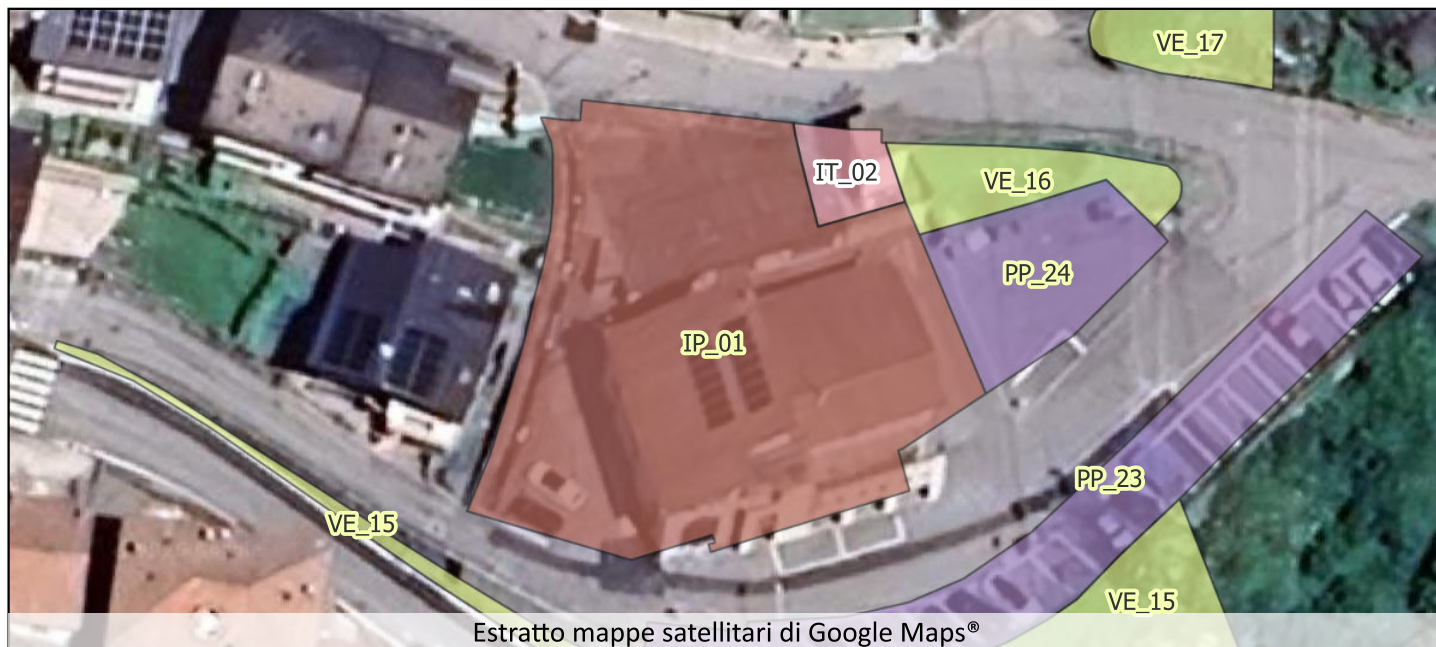 VE_17
IT_02
VE_16
PP_24
IP_01
PP_23
VE_15
VE_15
Estratto mappe satellitari di Google Maps®